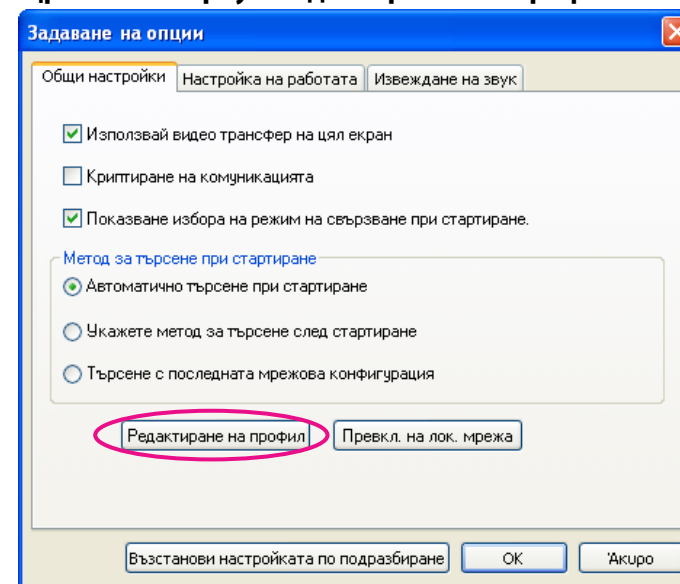 Задаване на опции
Общи настройки Настройка на работата Извеждане на звук
Използвай видео трансфер на цял екран
Криптиране на комуникацията
Показване избора на режим на свързване при стартиране.
Метод за търсене при стартиране
Автоматично търсене при стартиране
Укажете метод за търсене след стартиране
Търсене с последната мрежова конфигурация
Редактиране на профил Превкл. на лок. мрежа
Възстанови настройката по подразбиране OK 'Акиро